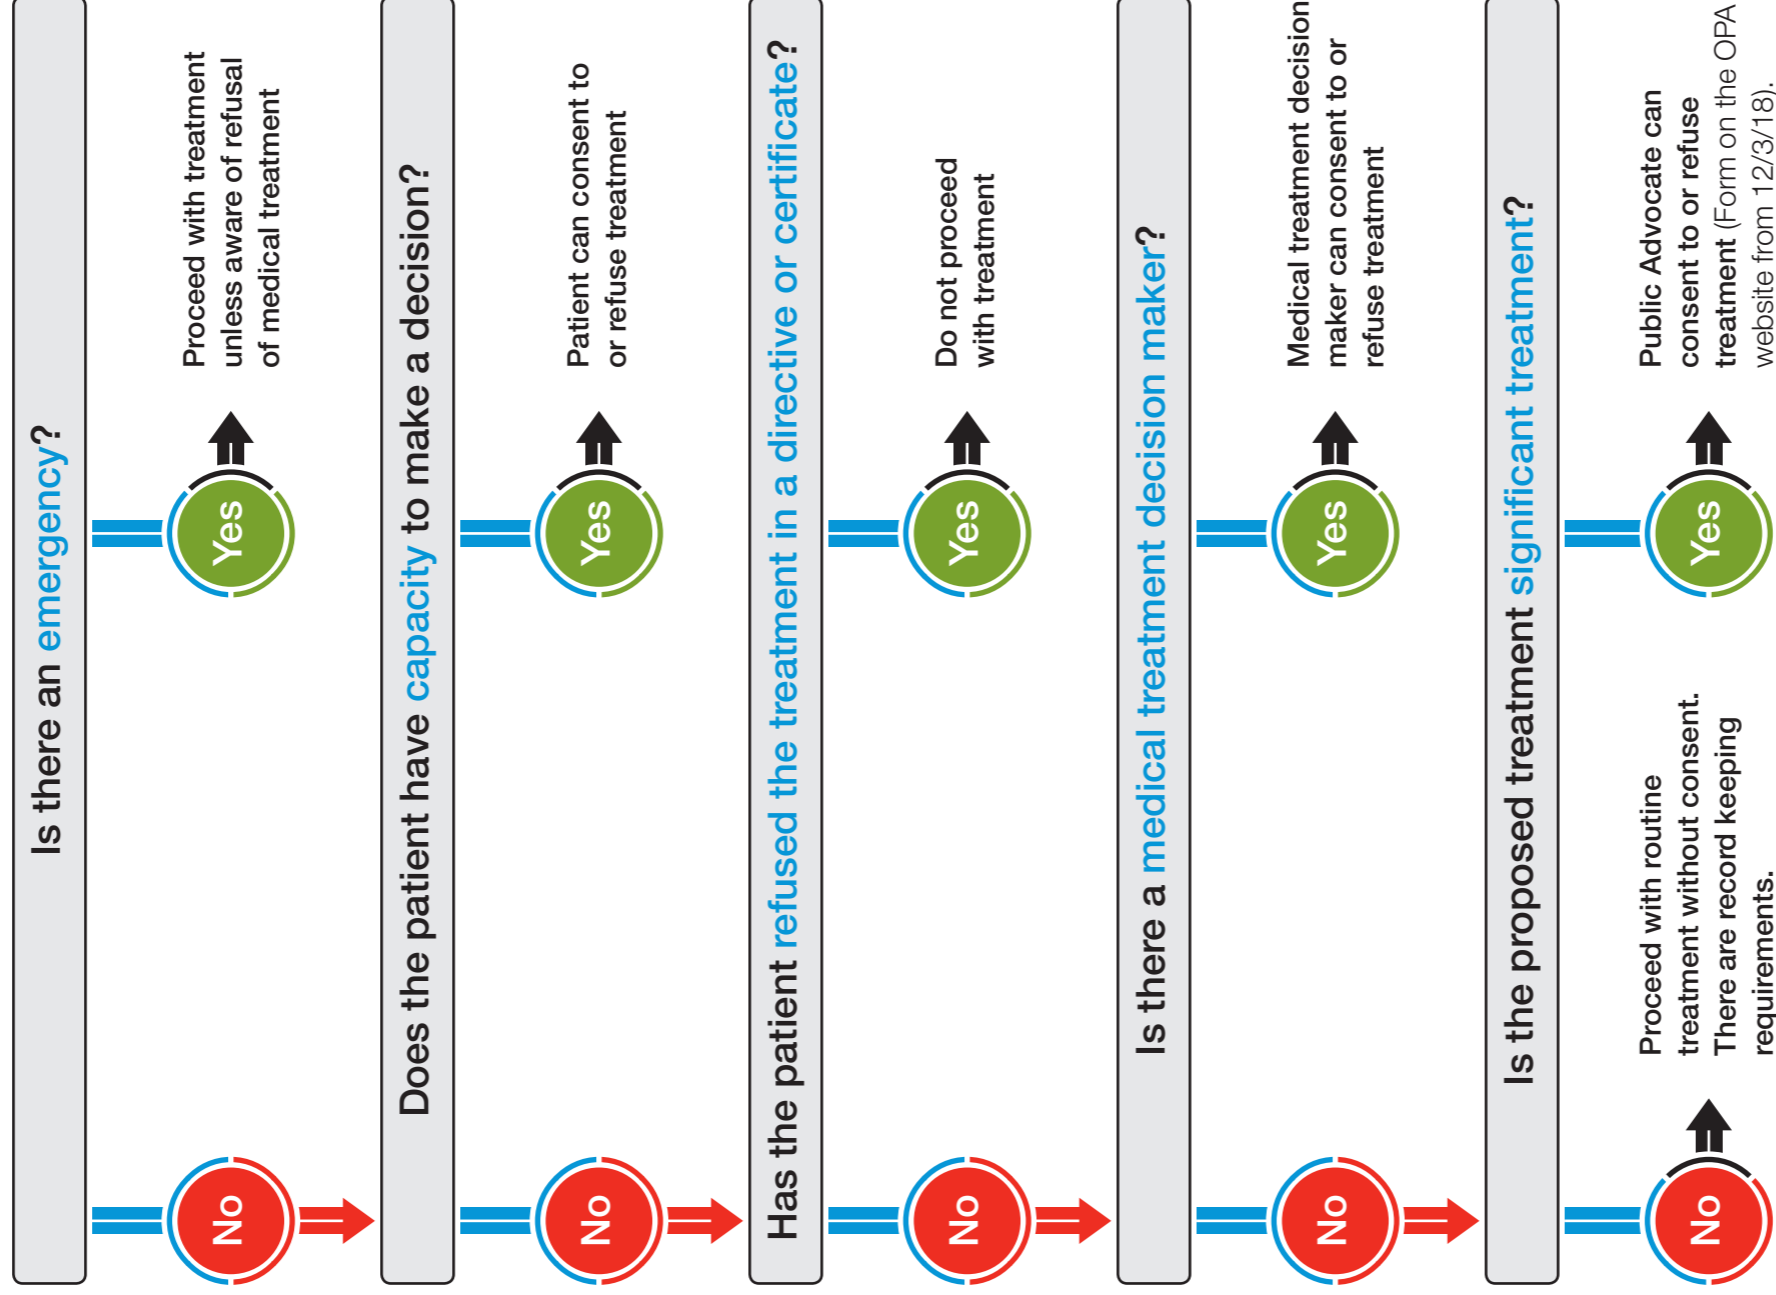 Is there an emergency?
No
Yes
Proceed with treatment
unless aware of refusal
of medical treatment
Does the patient have capacity to make a decision?
No
Yes
Patient can consent to
or refuse treatment
Has the patient refused the treatment in a directive or certificate?
No
Yes
Do not proceed
with treatment
Is there a medical treatment decision maker?
No
Yes
Medical treatment decision
maker can consent to or
refuse treatment
Is the proposed treatment significant treatment?
No
Proceed with routine
treatment without consent.
There are record keeping
requirements.
Yes
Public Advocate can
consent to or refuse
treatment (Form on the OPA
website from 12/3/18).